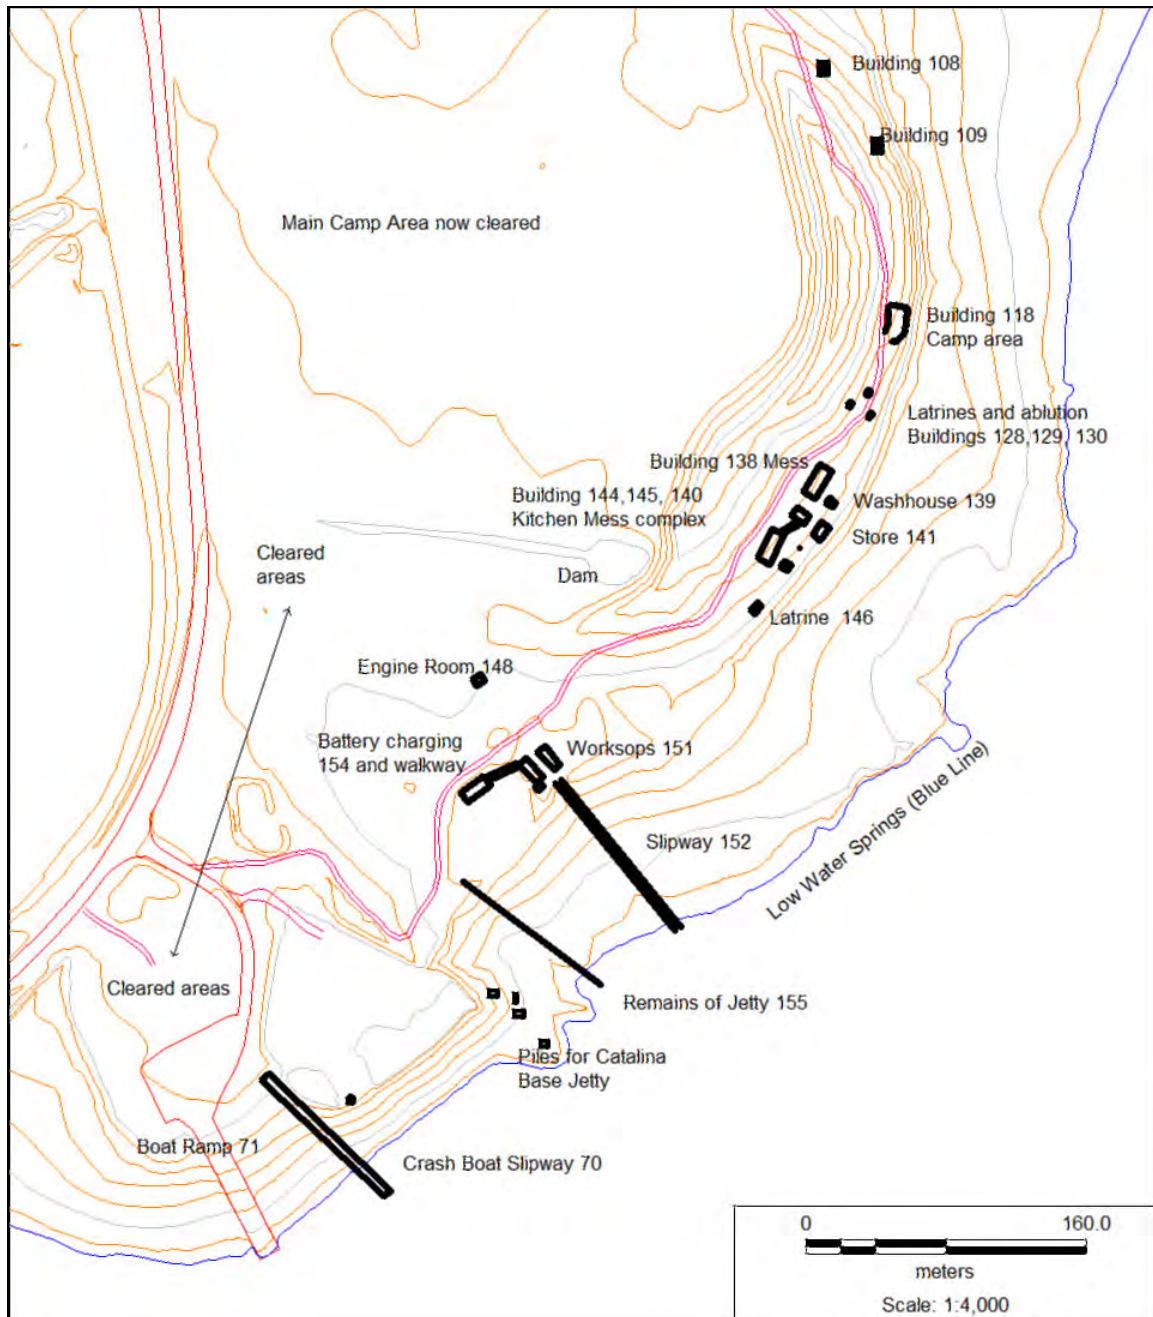 Building 108
Building 109
Main Camp Area now cleared
Building 118
Camp area
Latrines and ablution
Buildings 128,129, 130
Building 138 Mess
Building 144,145, 140
Kitchen Mess complex
Washhouse 139
Store 141
Cleared
areas
Dam
Latrine 146
Engine Room 148
Battery charging
154 and walkway
Worksops 151
Slipway 152
Low Water Springs (Blue Line)
Cleared areas
Remains of Jetty 155
Piles for Catalina
Base Jetty
Boat Ramp 71
Crash Boat Slipway 70
0 160.0
meters
Scale: 1:4,000